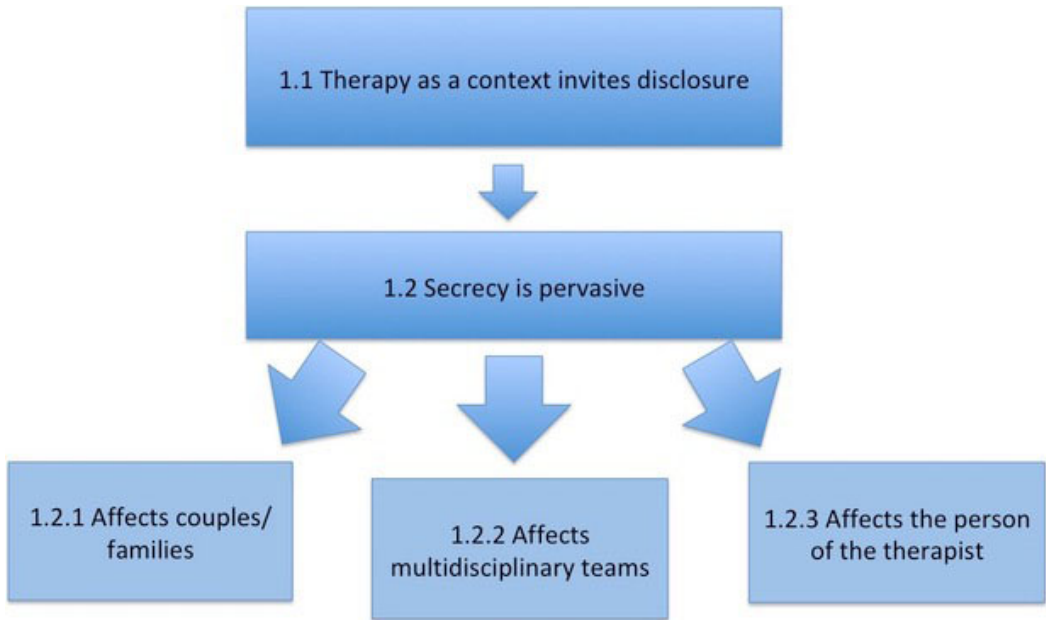 1.1 Therapy as a context invites disclosure
1.2 Secrecy is pervasive
1.2.1 Affects couples/
families
1.2.2 Affects
multidisciplinary teams
1.2.3 Affects the person
of the therapist